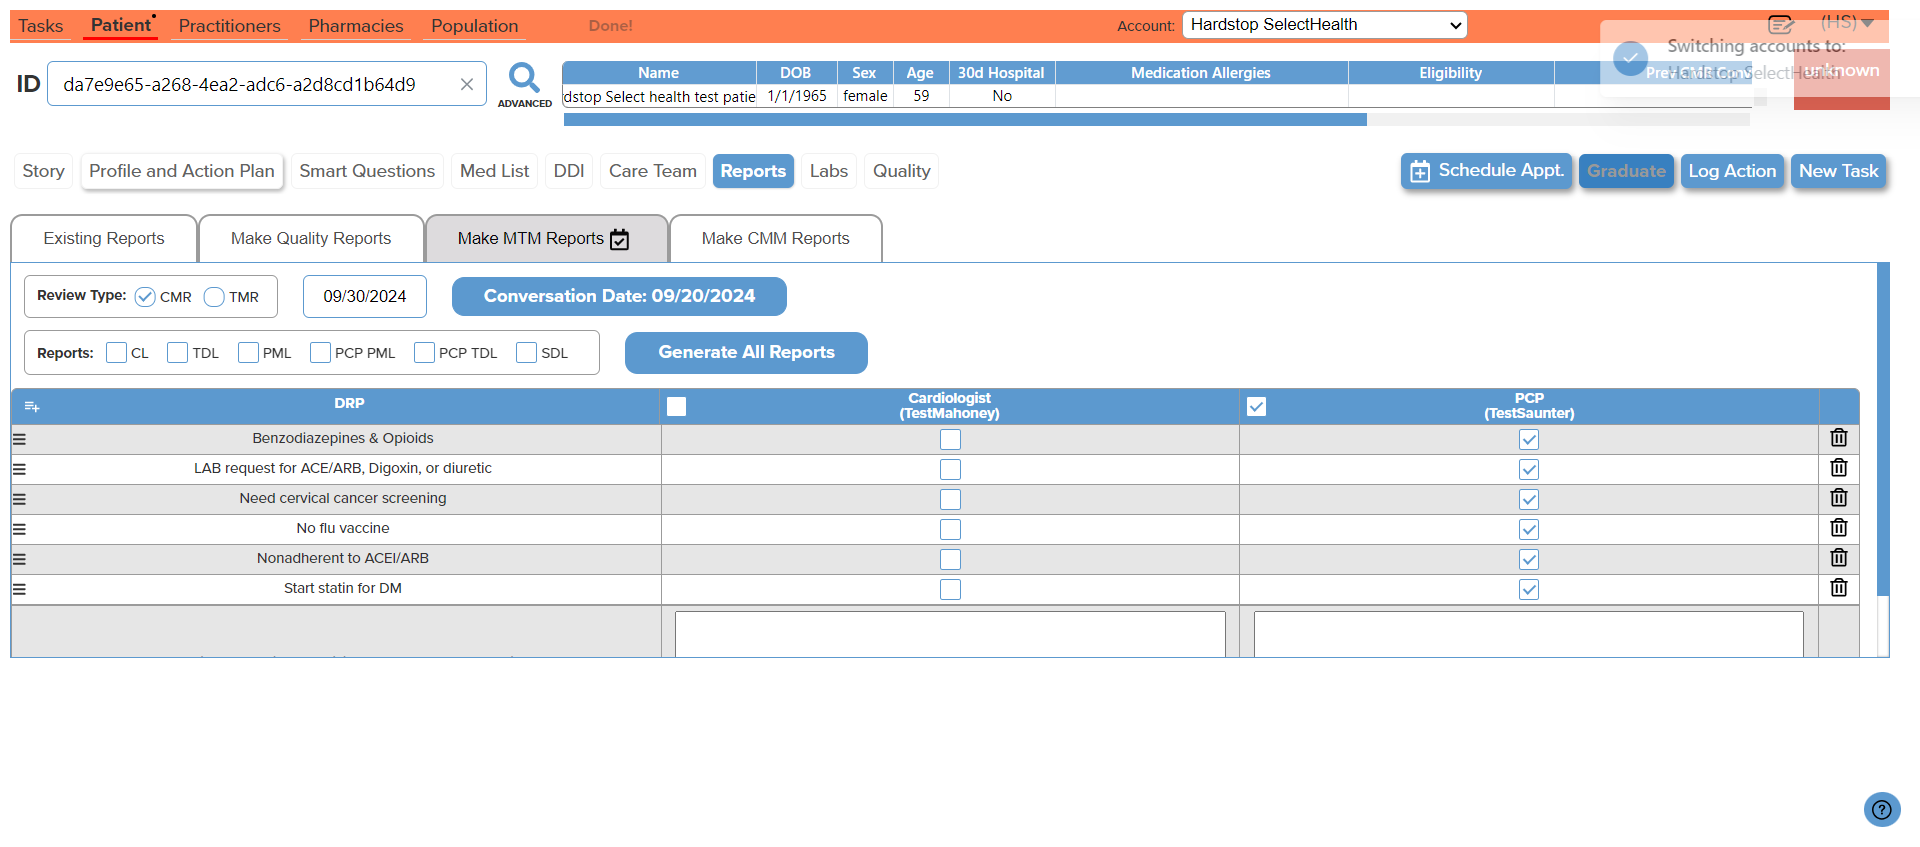 Tasks Patient Practitioners Pharmacies Population Done! Account: Hardstop SelectHealth (HS)
Switching accounts to:
Hardstop SelectHealth
ID da7e9e65-a268-4ea2-adc6-a2d8cd1b64d9 ADVANCED
Name DOB Sex Age 30d Hospital Medication Allergies Eligibility Prev CMR Conv unknown
dstop Select health test patie 1/1/1965 female 59 No
Story Profile and Action Plan Smart Questions Med List DDI Care Team Reports Labs Quality Schedule Appt. Graduate Log Action New Task
Existing Reports Make Quality Reports Make MTM Reports Make CMM Reports
Review Type: CMR TMR 09/30/2024 Conversation Date: 09/20/2024
Reports: CL TDL PML PCP PML PCP TDL SDL Generate All Reports
DRP Cardiologist PCP
(TestMahoney) (TestSaunter)
Benzodiazepines & Opioids
LAB request for ACE/ARB, Digoxin, or diuretic
Need cervical cancer screening
No flu vaccine
Nonadherent to ACEI/ARB
Start statin for DM